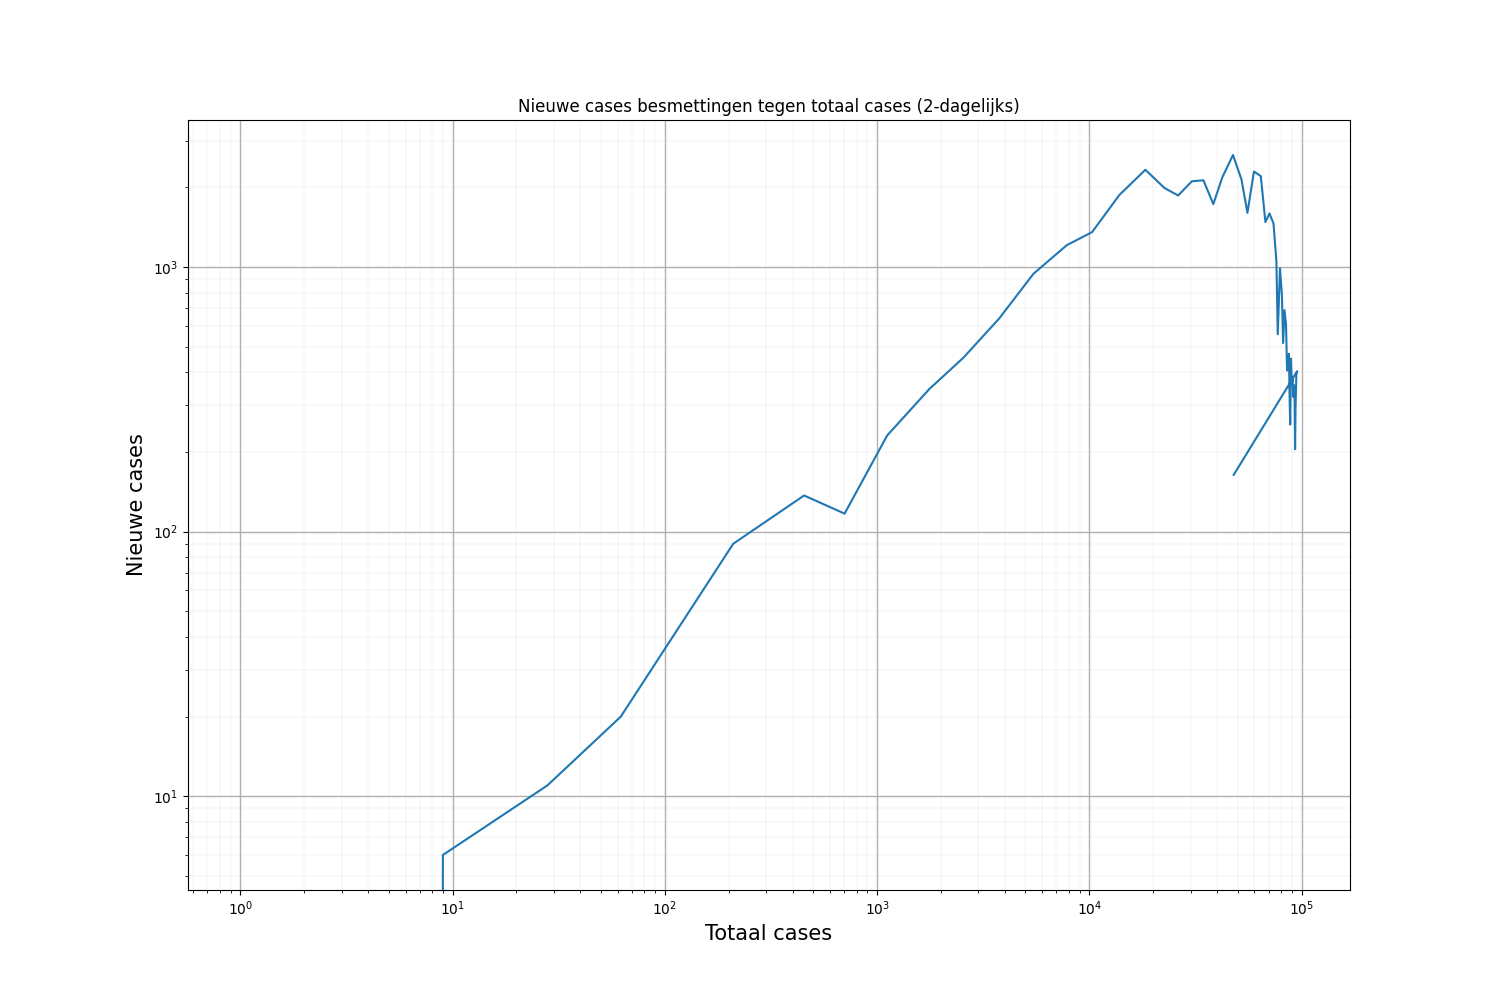 Nieuwe cases besmettingen tegen totaal cases (2-dagelijks)
Nieuwe cases
10³
10²
10¹
10⁰ 10¹ 10² 10³ 10⁴ 10⁵
Totaal cases